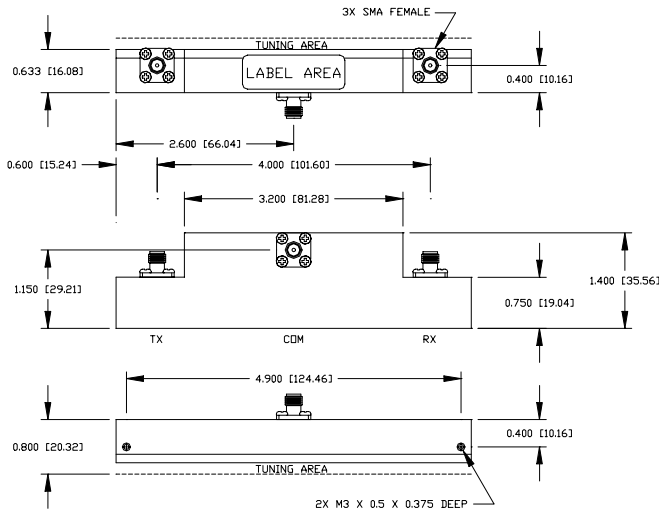 3X SMA FEMALE
TUNING AREA
0.633 [16.08]
LABEL AREA
0.400 [10.16]
2.600 [66.04]
0.600 [15.24]
4.000 [101.60]
3.200 [81.28]
1.150 [29.21]
1.400 [35.56]
0.750 [19.04]
TX
COM
RX
4.900 [124.46]
0.800 [20.32]
0.400 [10.16]
TUNING AREA
2X M3 X 0.5 X 0.375 DEEP